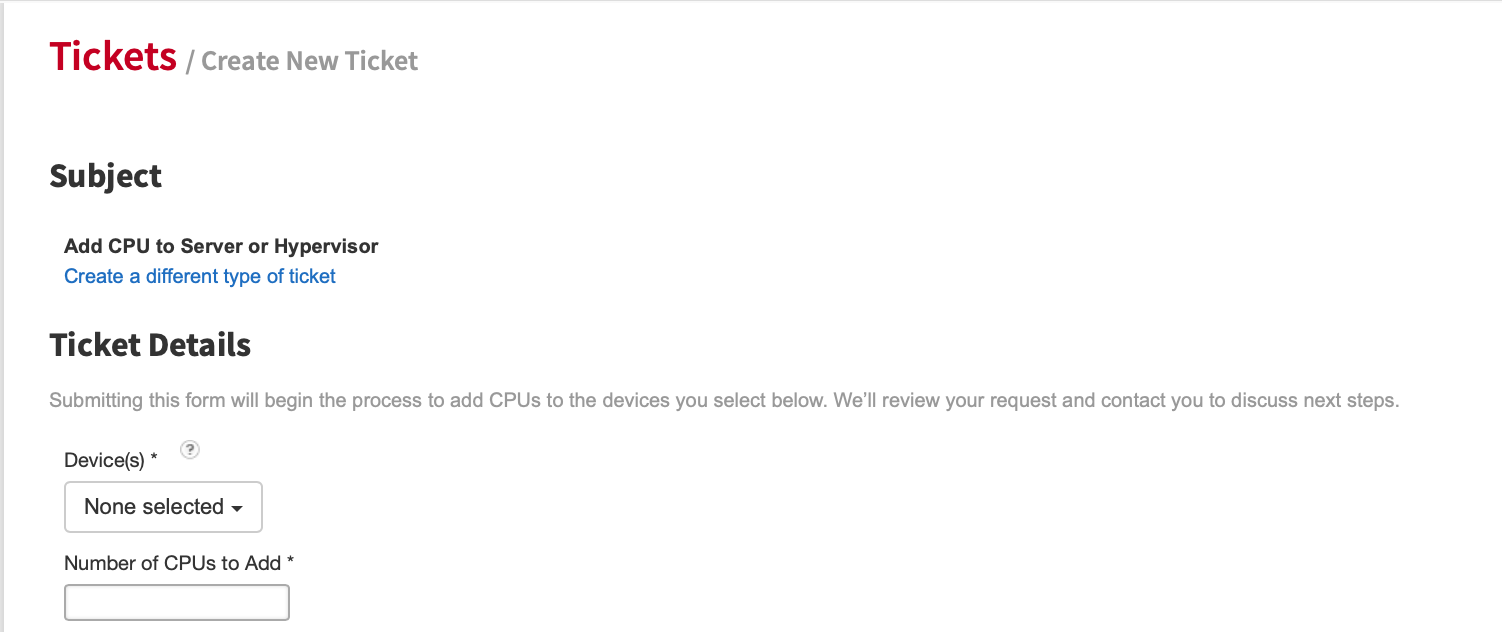 Tickets / Create New Ticket
Subject
Add CPU to Server or Hypervisor
Create a different type of ticket
Ticket Details
Submitting this form will begin the process to add CPUs to the devices you select below. We’ll review your request and contact you to discuss next steps.
Device(s) * ?
None selected
Number of CPUs to Add *